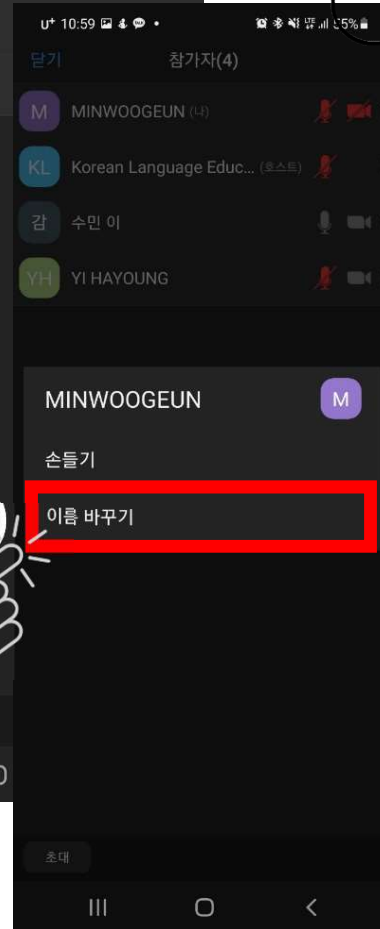 U⁺ 10:59
55%
닫기 참가자(4)
M MINWOOGEUN (나)
KL Korean Language Educ... (호스트)
감 수민 이
YH YI HAYOUNG
MINWOOGEUN M
손들기
이름 바꾸기
초대